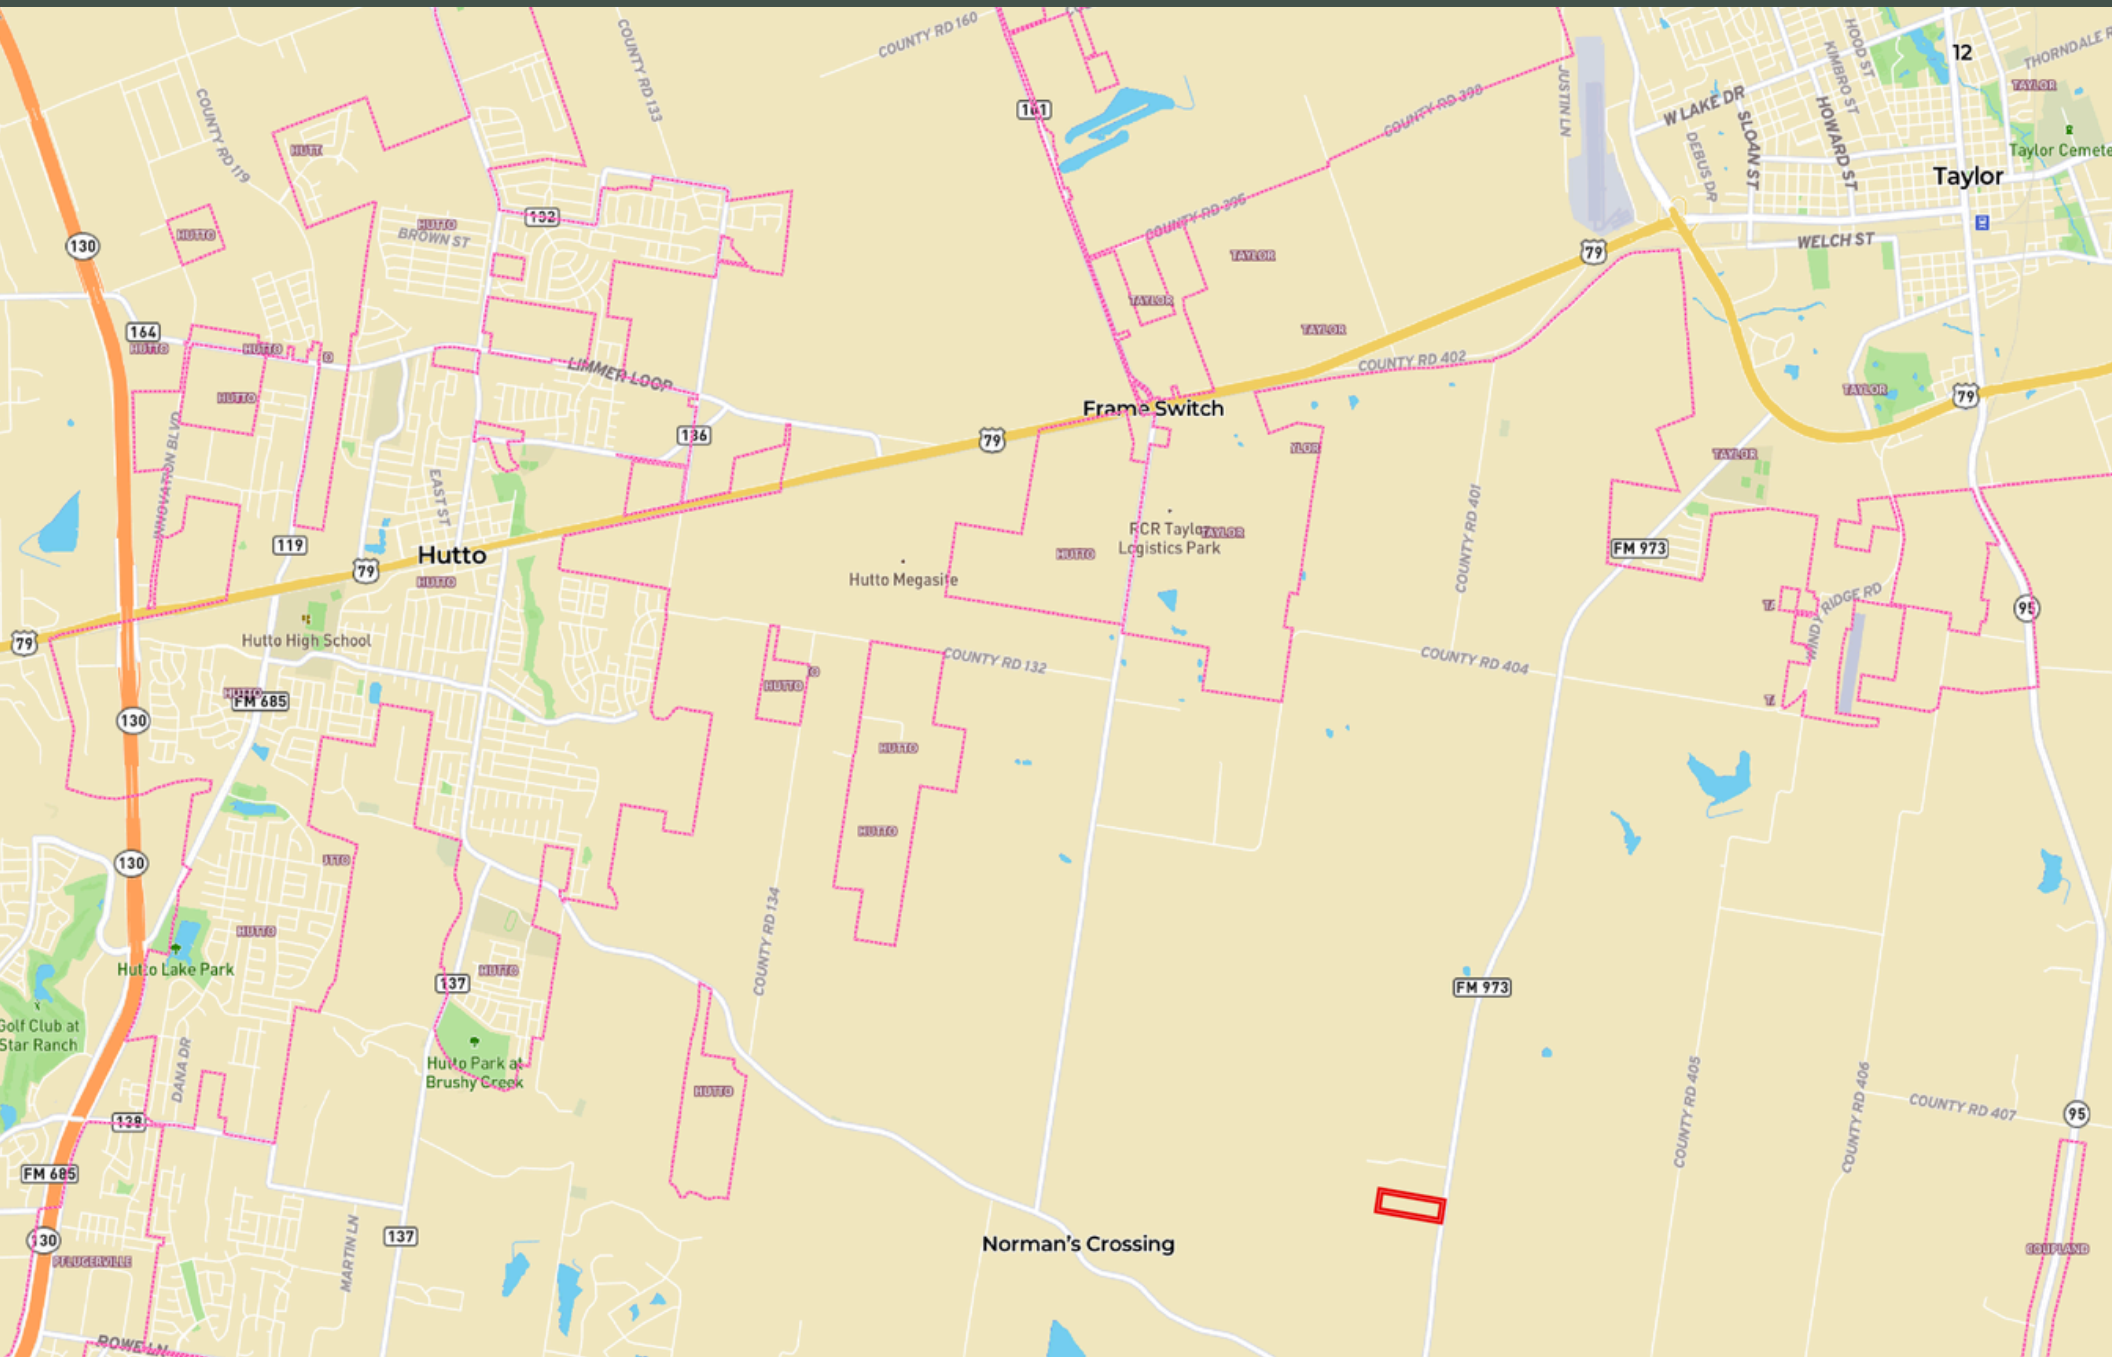 COUNTY RD 160
COUNTY RD 133
HOOD ST
KIMBRO ST
12
THORNDALE R
TAYLOR
COUNTY RD 119
101
COUNTY RD 398
JUSTIN LN
W LAKE DR
SLOAN ST
HOWARD ST
DEBUS DR
Taylor Cemete
HUTT
Taylor
HUTTO
HUTTO
BROWN ST
132
COUNTY RD 395
130
TAYLOR
79
WELCH ST
TAYLOR
TAYLOR
164
HUTTO
HUTTO
O
LIMMER LOOP
COUNTY RD 402
HUTTO
INNOVATION BLVD
Frame Switch
TAYLOR
79
136
79
YLOR
TAYLOR
EAST ST
COUNTY RD 401
119
79
Hutto
HUTTO
RCR Taylor
Logistics Park
TAYLOR
HUTTO
Hutto Megasite
FM 973
TA
WINDY RIDGE RD
95
79
Hutto High School
COUNTY RD 132
COUNTY RD 404
HUTTO
O
HUTTO
FM 685
T
130
HUTTO
HUTTO
130
UTTO
COUNTY RD 134
HUTTO
Hutto Lake Park
HUTTO
137
FM 973
Golf Club at
Star Ranch
DANA DR
Hutto Park at
Brushy Creek
HUTTO
COUNTY RD 405
COUNTY RD 406
COUNTY RD 407
95
138
FM 685
130
PFLUGERVILLE
MARTIN LN
137
Norman's Crossing
COUPLAND
ROWE LN